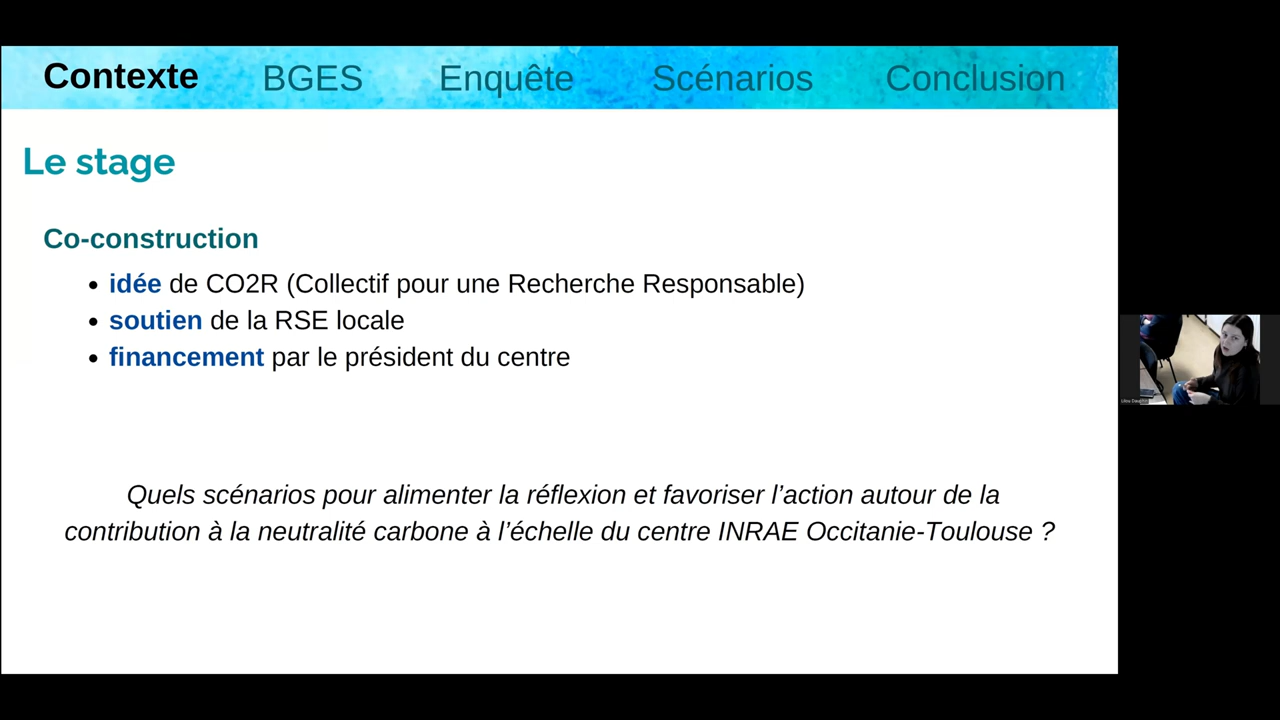 Contexte BGES Enquête Scénarios Conclusion
Le stage
Co-construction
• idée de CO2R (Collectif pour une Recherche Responsable)
• soutien de la RSE locale
• financement par le président du centre
Quels scénarios pour alimenter la réflexion et favoriser l’action autour de la
contribution à la neutralité carbone à l’échelle du centre INRAE Occitanie-Toulouse ?